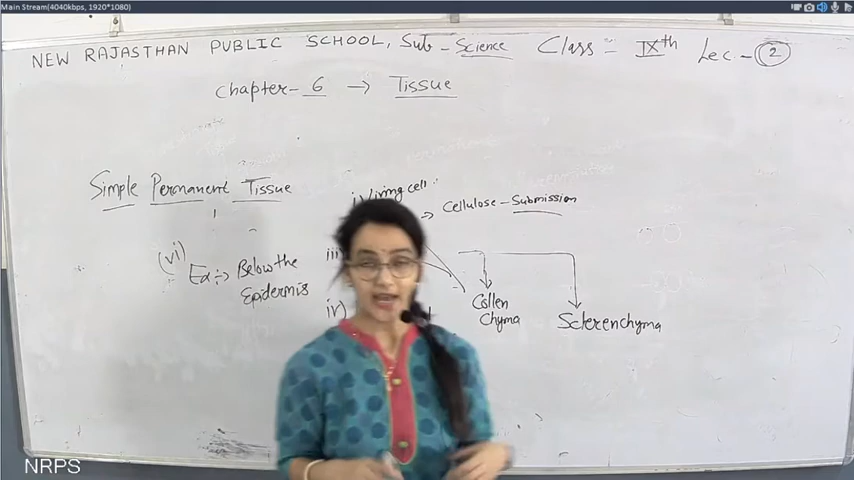 Main Stream(4040kbps, 1920*1080)
NEW RAJASTHAN PUBLIC SCHOOL, Sub - Science Class = IXth Lec - 2
Chapter - 6 → Tissue
Simple Permanent Tissue
i) Living cell
→ Cellulose - Submission
(vi) Ex ÷> Below the
Epidermis
iii
iv)
Collen
chyma
Sclerenchyma
NRPS